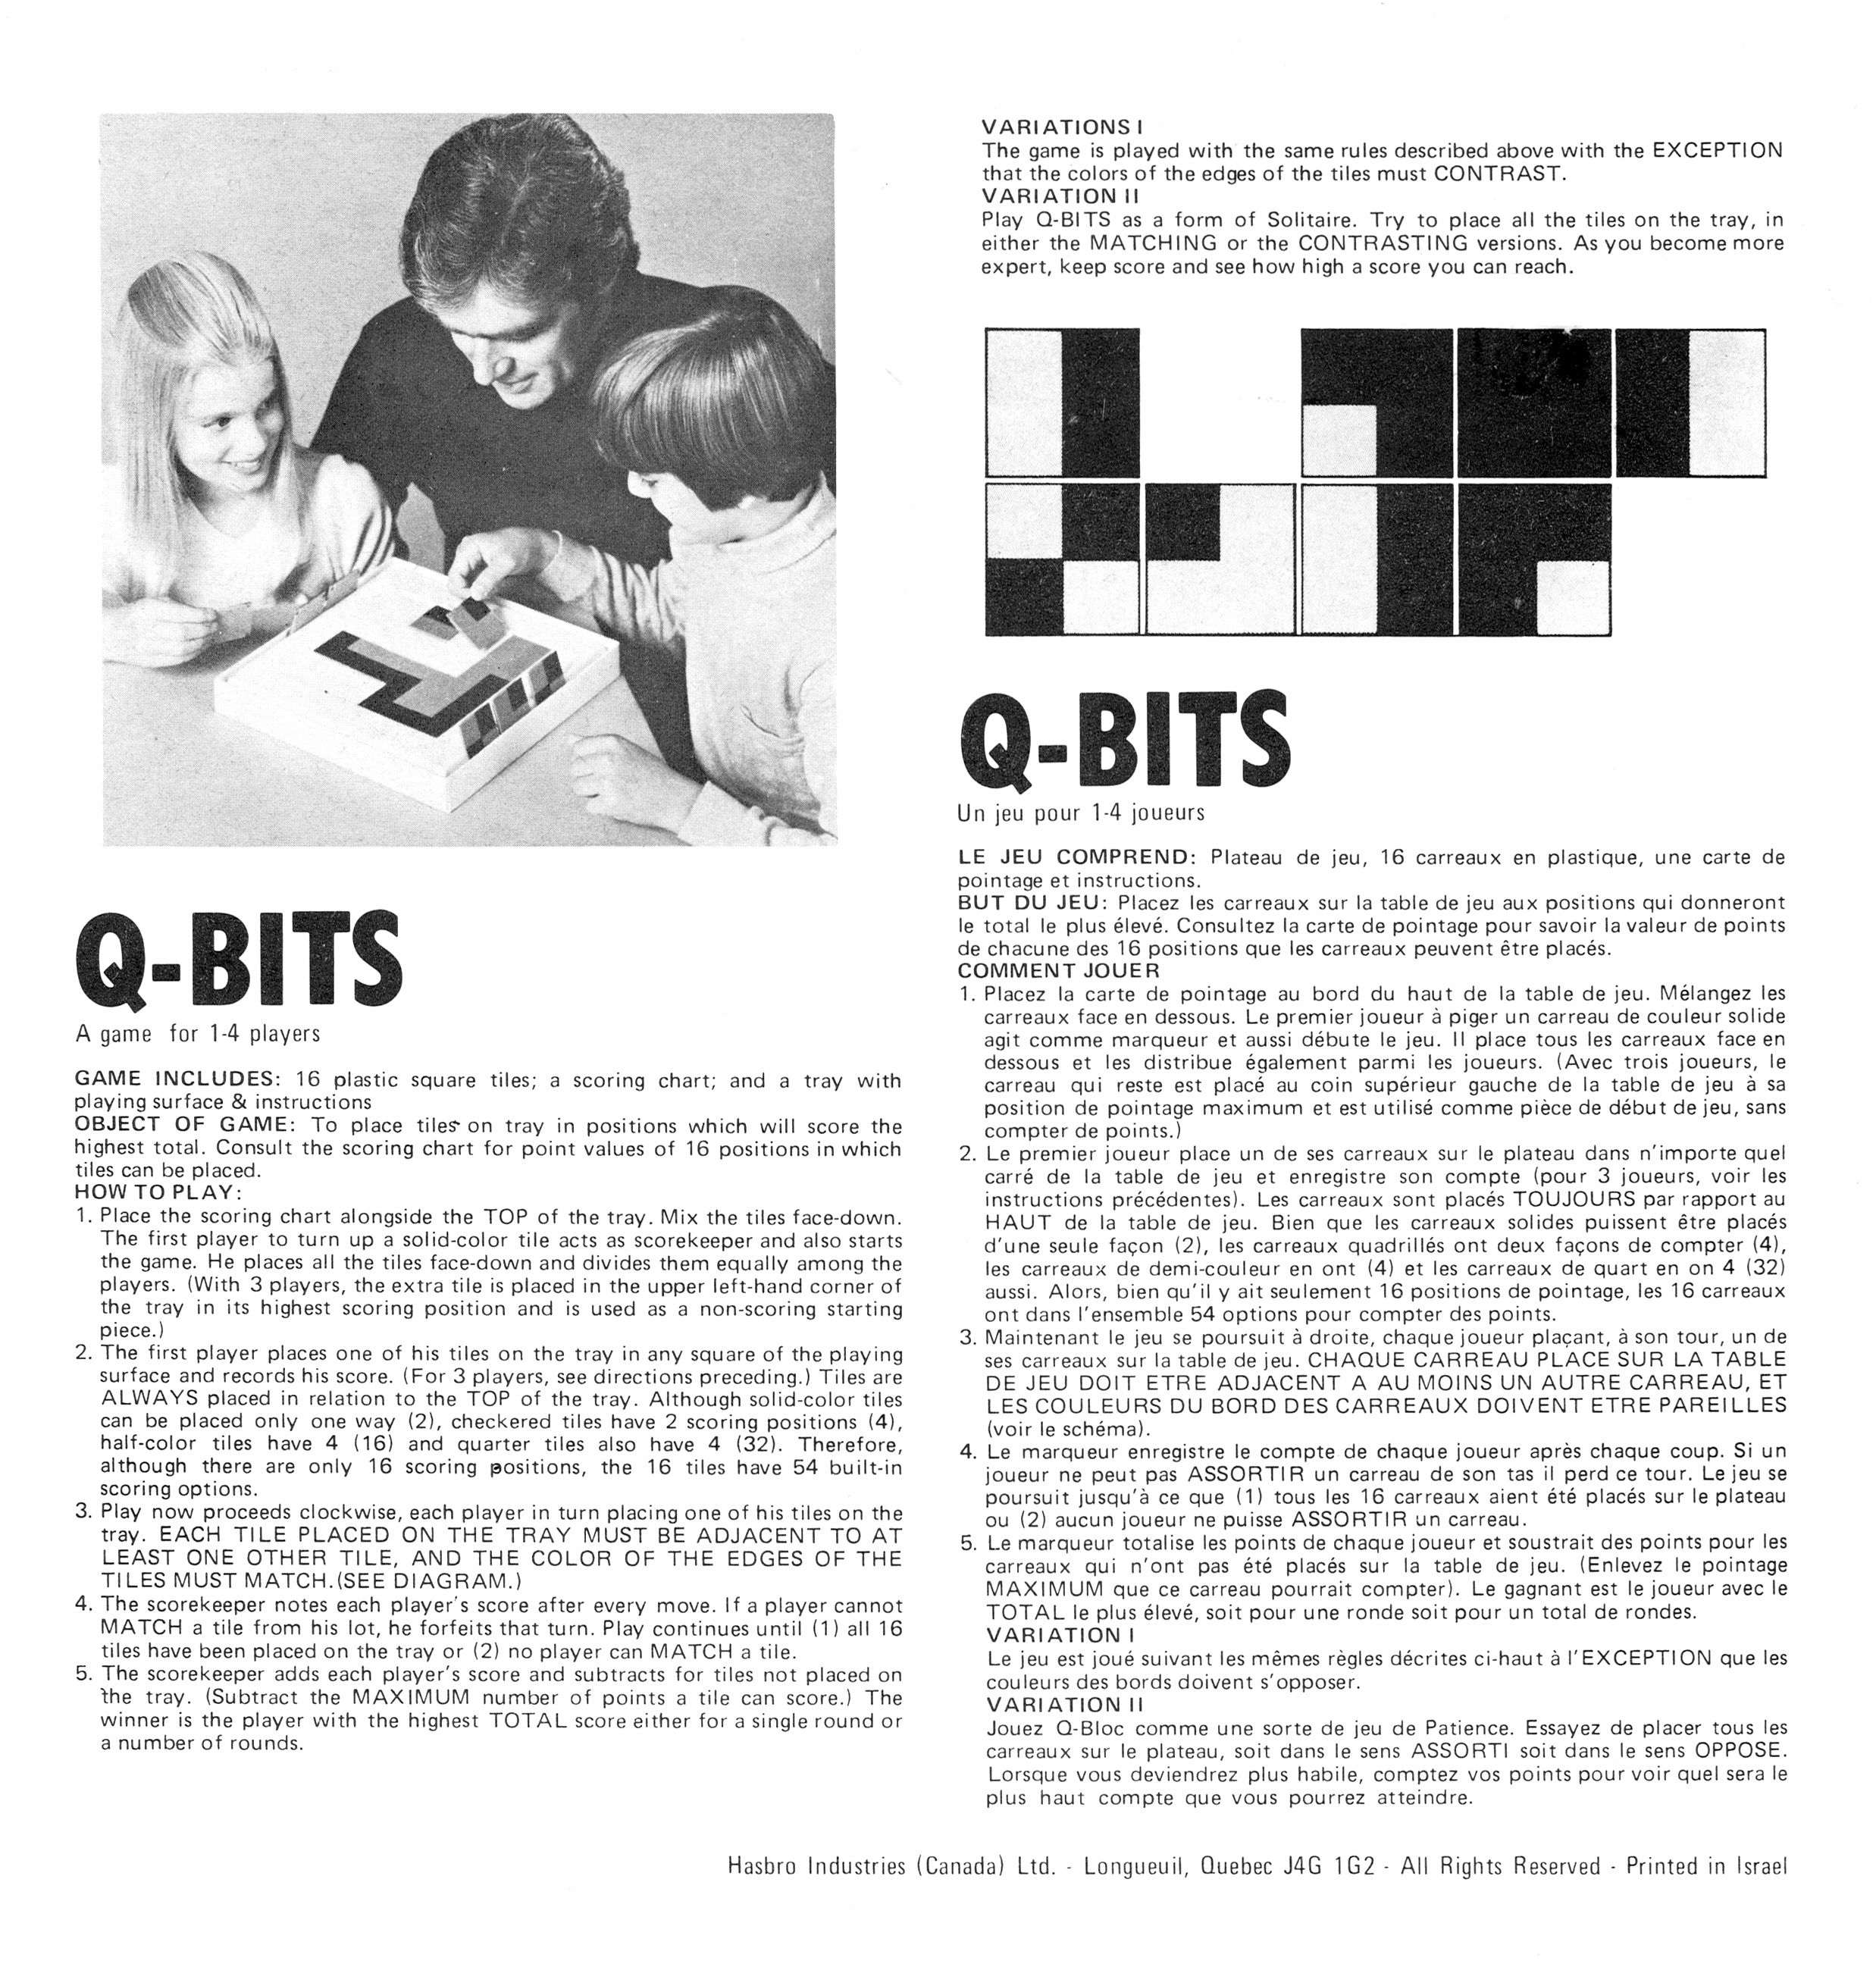 Q-BITS
A game for 1-4 players
GAME INCLUDES: 16 plastic square tiles; a scoring chart; and a tray with
playing surface & instructions
OBJECT OF GAME: To place tiles on tray in positions which will score the
highest total. Consult the scoring chart for point values of 16 positions in which
tiles can be placed.
HOW TO PLAY:
1. Place the scoring chart alongside the TOP of the tray. Mix the tiles face-down.
The first player to turn up a solid-color tile acts as scorekeeper and also starts
the game. He places all the tiles face-down and divides them equally among the
players. (With 3 players, the extra tile is placed in the upper left-hand corner of
the tray in its highest scoring position and is used as a non-scoring starting
piece.)
2. The first player places one of his tiles on the tray in any square of the playing
surface and records his score. (For 3 players, see directions preceding.) Tiles are
ALWAYS placed in relation to the TOP of the tray. Although solid-color tiles
can be placed only one way (2), checkered tiles have 2 scoring positions (4),
half-color tiles have 4 (16) and quarter tiles also have 4 (32). Therefore,
although there are only 16 scoring positions, the 16 tiles have 54 built-in
scoring options.
3. Play now proceeds clockwise, each player in turn placing one of his tiles on the
tray. EACH TILE PLACED ON THE TRAY MUST BE ADJACENT TO AT
LEAST ONE OTHER TILE, AND THE COLOR OF THE EDGES OF THE
TILES MUST MATCH.(SEE DIAGRAM.)
4. The scorekeeper notes each player's score after every move. If a player cannot
MATCH a tile from his lot, he forfeits that turn. Play continues until (1) all 16
tiles have been placed on the tray or (2) no player can MATCH a tile.
5. The scorekeeper adds each player's score and subtracts for tiles not placed on
the tray. (Subtract the MAXIMUM number of points a tile can score.) The
winner is the player with the highest TOTAL score either for a single round or
a number of rounds.
VARIATIONS I
The game is played with the same rules described above with the EXCEPTION
that the colors of the edges of the tiles must CONTRAST.
VARIATION II
Play Q-BITS as a form of Solitaire. Try to place all the tiles on the tray, in
either the MATCHING or the CONTRASTING versions. As you become more
expert, keep score and see how high a score you can reach.
Q-BITS
Un jeu pour 1-4 joueurs
LE JEU COMPREND: Plateau de jeu, 16 carreaux en plastique, une carte de
pointage et instructions.
BUT DU JEU: Placez les carreaux sur la table de jeu aux positions qui donneront
le total le plus élevé. Consultez la carte de pointage pour savoir la valeur de points
de chacune des 16 positions que les carreaux peuvent être placés.
COMMENT JOUER
1. Placez la carte de pointage au bord du haut de la table de jeu. Mélangez les
carreaux face en dessous. Le premier joueur à piger un carreau de couleur solide
agit comme marqueur et aussi débute le jeu. Il place tous les carreaux face en
dessous et les distribue également parmi les joueurs. (Avec trois joueurs, le
carreau qui reste est placé au coin supérieur gauche de la table de jeu à sa
position de pointage maximum et est utilisé comme pièce de début de jeu, sans
compter de points.)
2. Le premier joueur place un de ses carreaux sur le plateau dans n'importe quel
carré de la table de jeu et enregistre son compte (pour 3 joueurs, voir les
instructions précédentes). Les carreaux sont placés TOUJOURS par rapport au
HAUT de la table de jeu. Bien que les carreaux solides puissent être placés
d'une seule façon (2), les carreaux quadrillés ont deux façons de compter (4),
les carreaux de demi-couleur en ont (4) et les carreaux de quart en on 4 (32)
aussi. Alors, bien qu'il y ait seulement 16 positions de pointage, les 16 carreaux
ont dans l'ensemble 54 options pour compter des points.
3. Maintenant le jeu se poursuit à droite, chaque joueur plaçant, à son tour, un de
ses carreaux sur la table de jeu. CHAQUE CARREAU PLACE SUR LA TABLE
DE JEU DOIT ETRE ADJACENT A AU MOINS UN AUTRE CARREAU, ET
LES COULEURS DU BORD DES CARREAUX DOIVENT ETRE PAREILLES
(voir le schéma).
4. Le marqueur enregistre le compte de chaque joueur après chaque coup. Si un
joueur ne peut pas ASSORTIR un carreau de son tas il perd ce tour. Le jeu se
poursuit jusqu'à ce que (1) tous les 16 carreaux aient été placés sur le plateau
ou (2) aucun joueur ne puisse ASSORTIR un carreau.
5. Le marqueur totalise les points de chaque joueur et soustrait des points pour les
carreaux qui n'ont pas été placés sur la table de jeu. (Enlevez le pointage
MAXIMUM que ce carreau pourrait compter). Le gagnant est le joueur avec le
TOTAL le plus élevé, soit pour une ronde soit pour un total de rondes.
VARIATION I
Le jeu est joué suivant les mêmes règles décrites ci-haut à l'EXCEPTION que les
couleurs des bords doivent s'opposer.
VARIATION II
Jouez Q-Bloc comme une sorte de jeu de Patience. Essayez de placer tous les
carreaux sur le plateau, soit dans le sens ASSORTI soit dans le sens OPPOSE.
Lorsque vous deviendrez plus habile, comptez vos points pour voir quel sera le
plus haut compte que vous pourrez atteindre.
Hasbro Industries (Canada) Ltd. - Longueuil, Quebec J4G 1G2 - All Rights Reserved - Printed in Israel